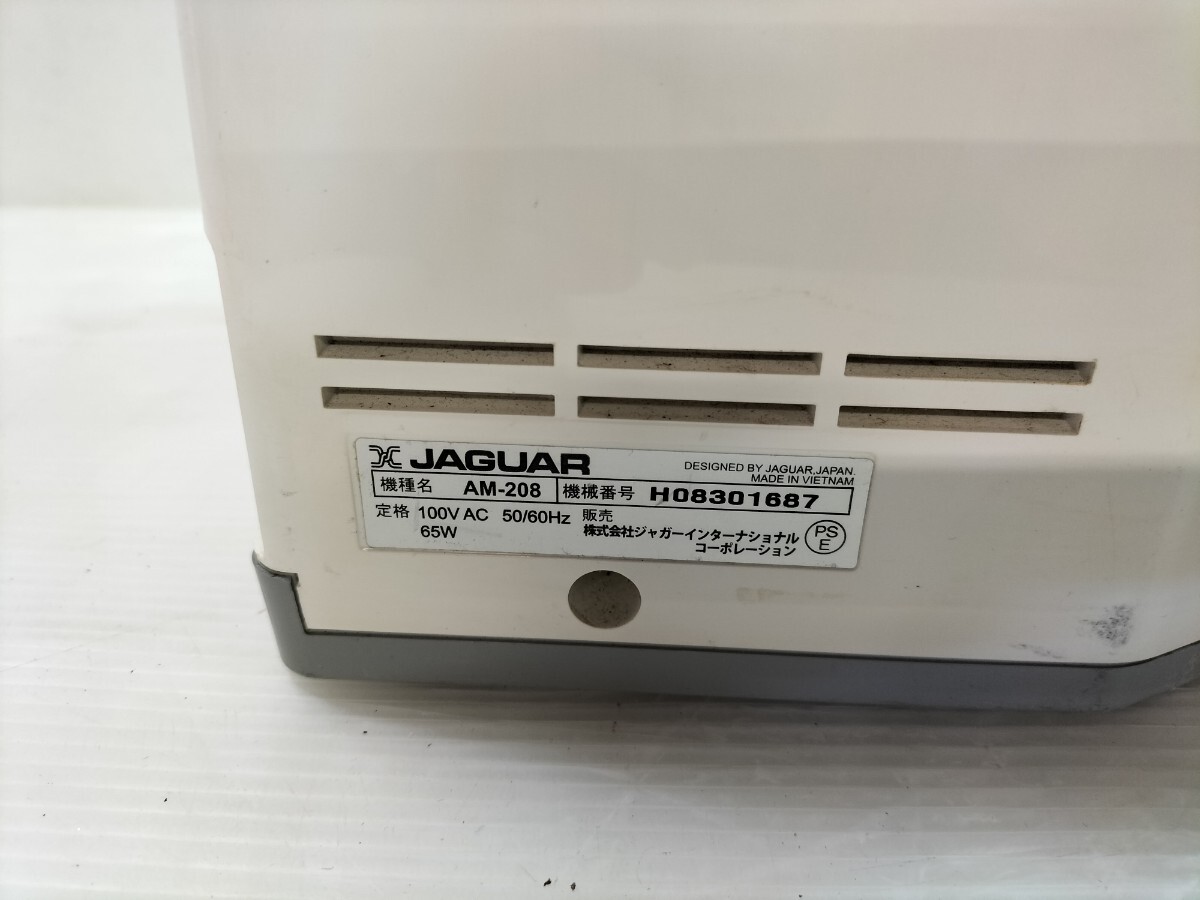 JAGUAR
DESIGNED BY JAGUAR,JAPAN.
MADE IN VIETNAM
機種名 AM-208 機械番号 H08301687
定格 100V AC 50/60Hz 販売
65W 株式会社ジャガーインターナショナル
コーポレーション
PS
E